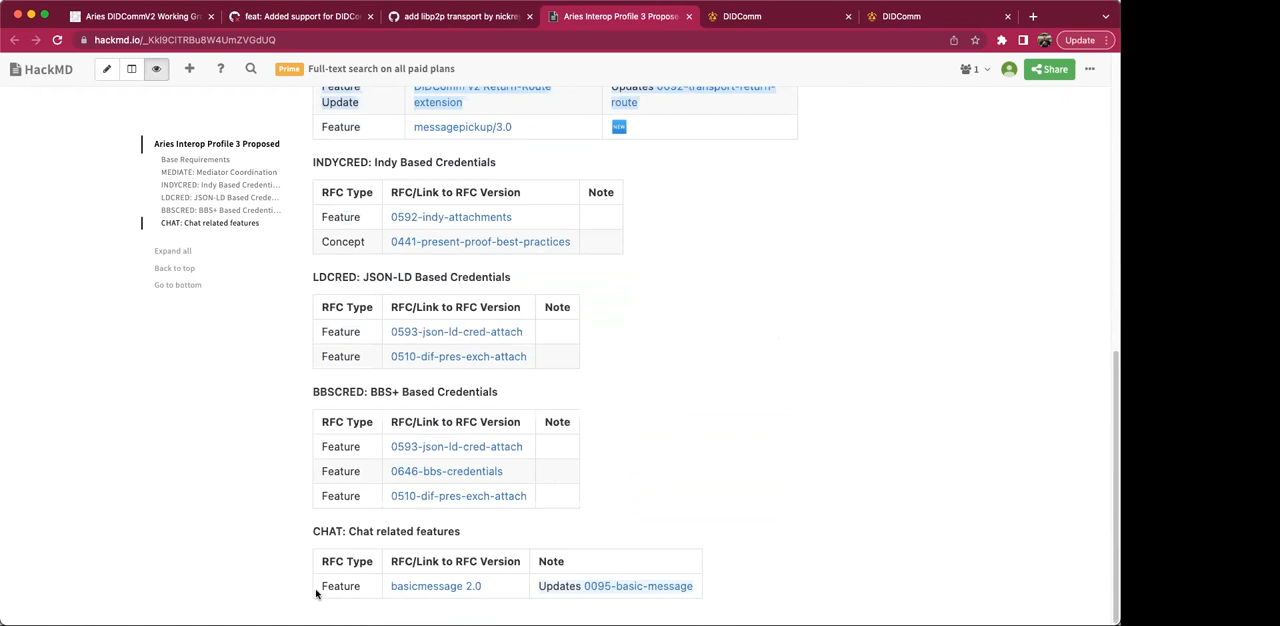 Aries DIDCommV2 Working Gr
feat: Added support for DIDCo
add libp2p transport by nickre
Aries Interop Profile 3 Propose
DIDComm
DIDComm
hackmd.io/_KkI9ClTRBu8W4UmZVGdUQ
Update
HackMD
Prime Full-text search on all paid plans
1
Share
Feature DIDComm V2 Return-Route Updates 0092-transport-return-
Update extension route
Feature messagepickup/3.0 NEW
Aries Interop Profile 3 Proposed
Base Requirements
MEDIATE: Mediator Coordination
INDYCRED: Indy Based Credenti...
LDCRED: JSON-LD Based Crede...
BBSCRED: BBS+ Based Credenti...
CHAT: Chat related features
Expand all
Back to top
Go to bottom
INDYCRED: Indy Based Credentials
RFC Type RFC/Link to RFC Version Note
Feature 0592-indy-attachments
Concept 0441-present-proof-best-practices
LDCRED: JSON-LD Based Credentials
RFC Type RFC/Link to RFC Version Note
Feature 0593-json-ld-cred-attach
Feature 0510-dif-pres-exch-attach
BBSCRED: BBS+ Based Credentials
RFC Type RFC/Link to RFC Version Note
Feature 0593-json-ld-cred-attach
Feature 0646-bbs-credentials
Feature 0510-dif-pres-exch-attach
CHAT: Chat related features
RFC Type RFC/Link to RFC Version Note
Feature basicmessage 2.0 Updates 0095-basic-message